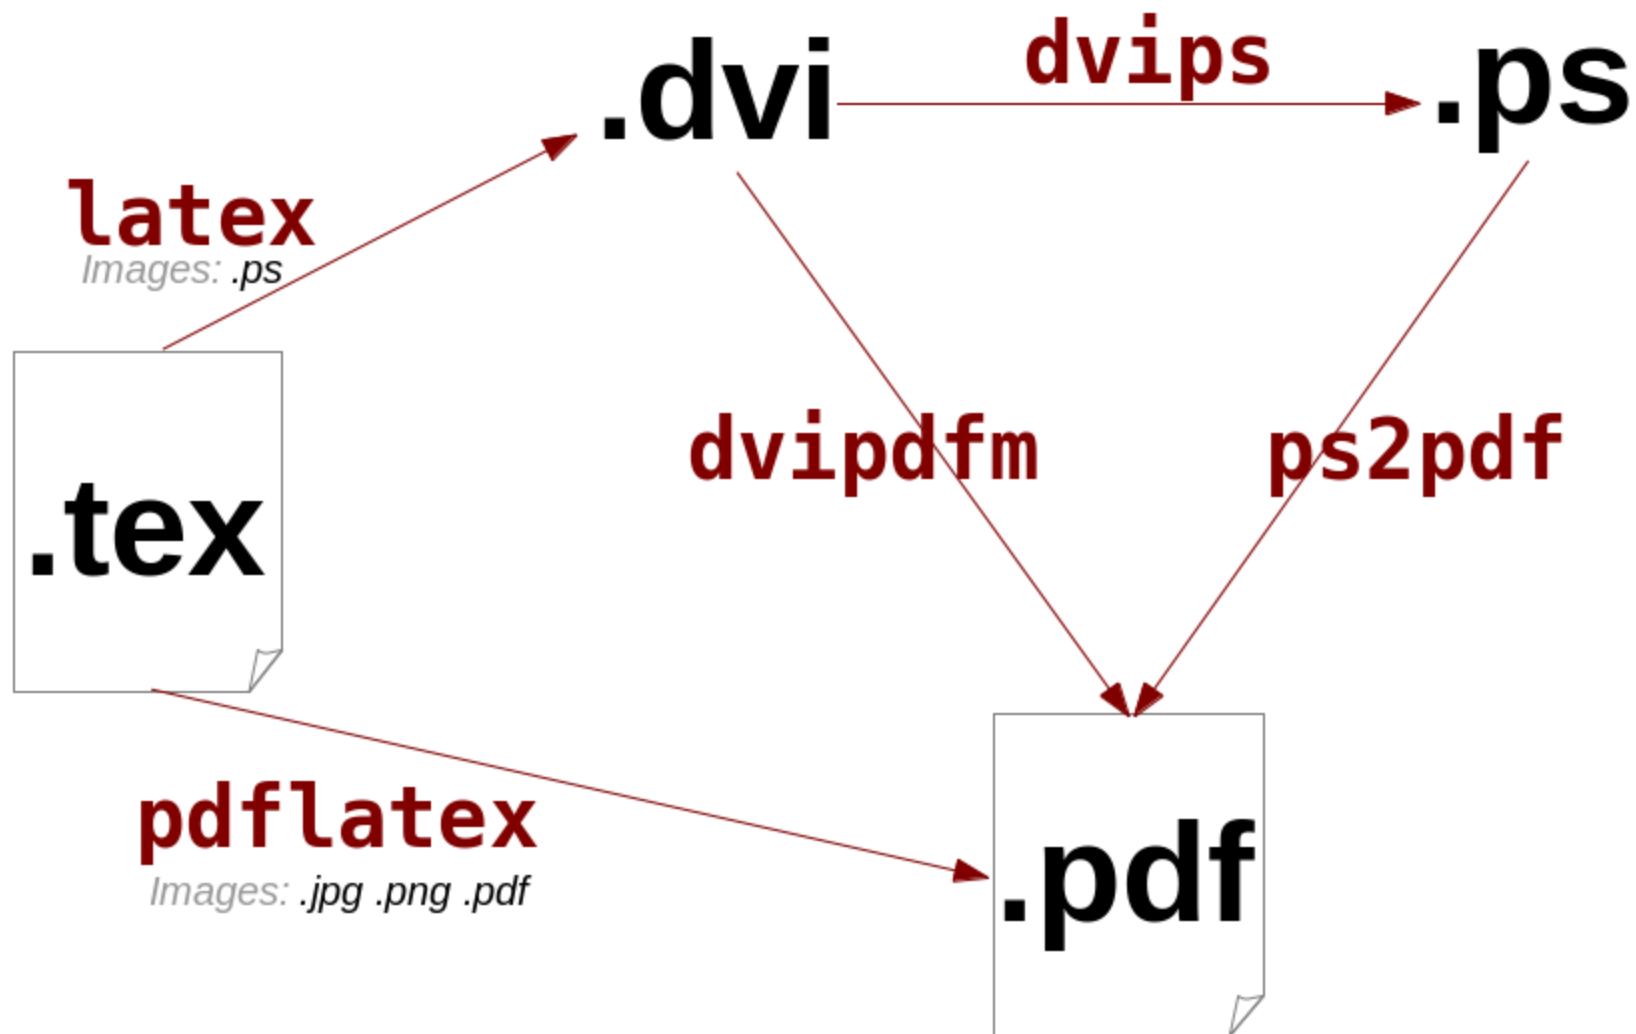 .dvi
dvips
.ps
latex
Images: .ps
.tex
dvipdfm
ps2pdf
pdflatex
Images: .jpg .png .pdf
.pdf